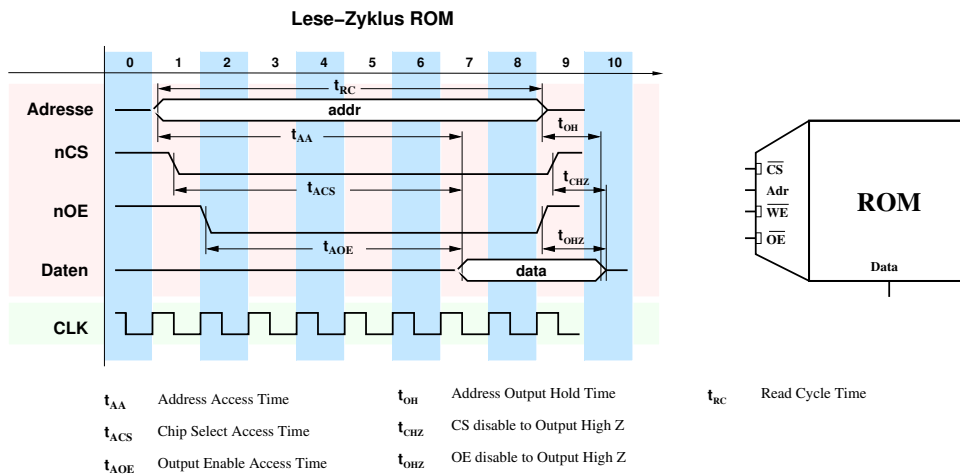 Lese–Zyklus ROM
0 1 2 3 4 5 6 7 8 9 10
tRC
Adresse addr
tAA tOH
nCS
tACS tCHZ
nOE
tAOE tOHZ
Daten data
CLK
CS
Adr
WE
OE
ROM
Data
tAA Address Access Time
tACS Chip Select Access Time
tAOE Output Enable Access Time
tOH Address Output Hold Time
tCHZ CS disable to Output High Z
tOHZ OE disable to Output High Z
tRC Read Cycle Time